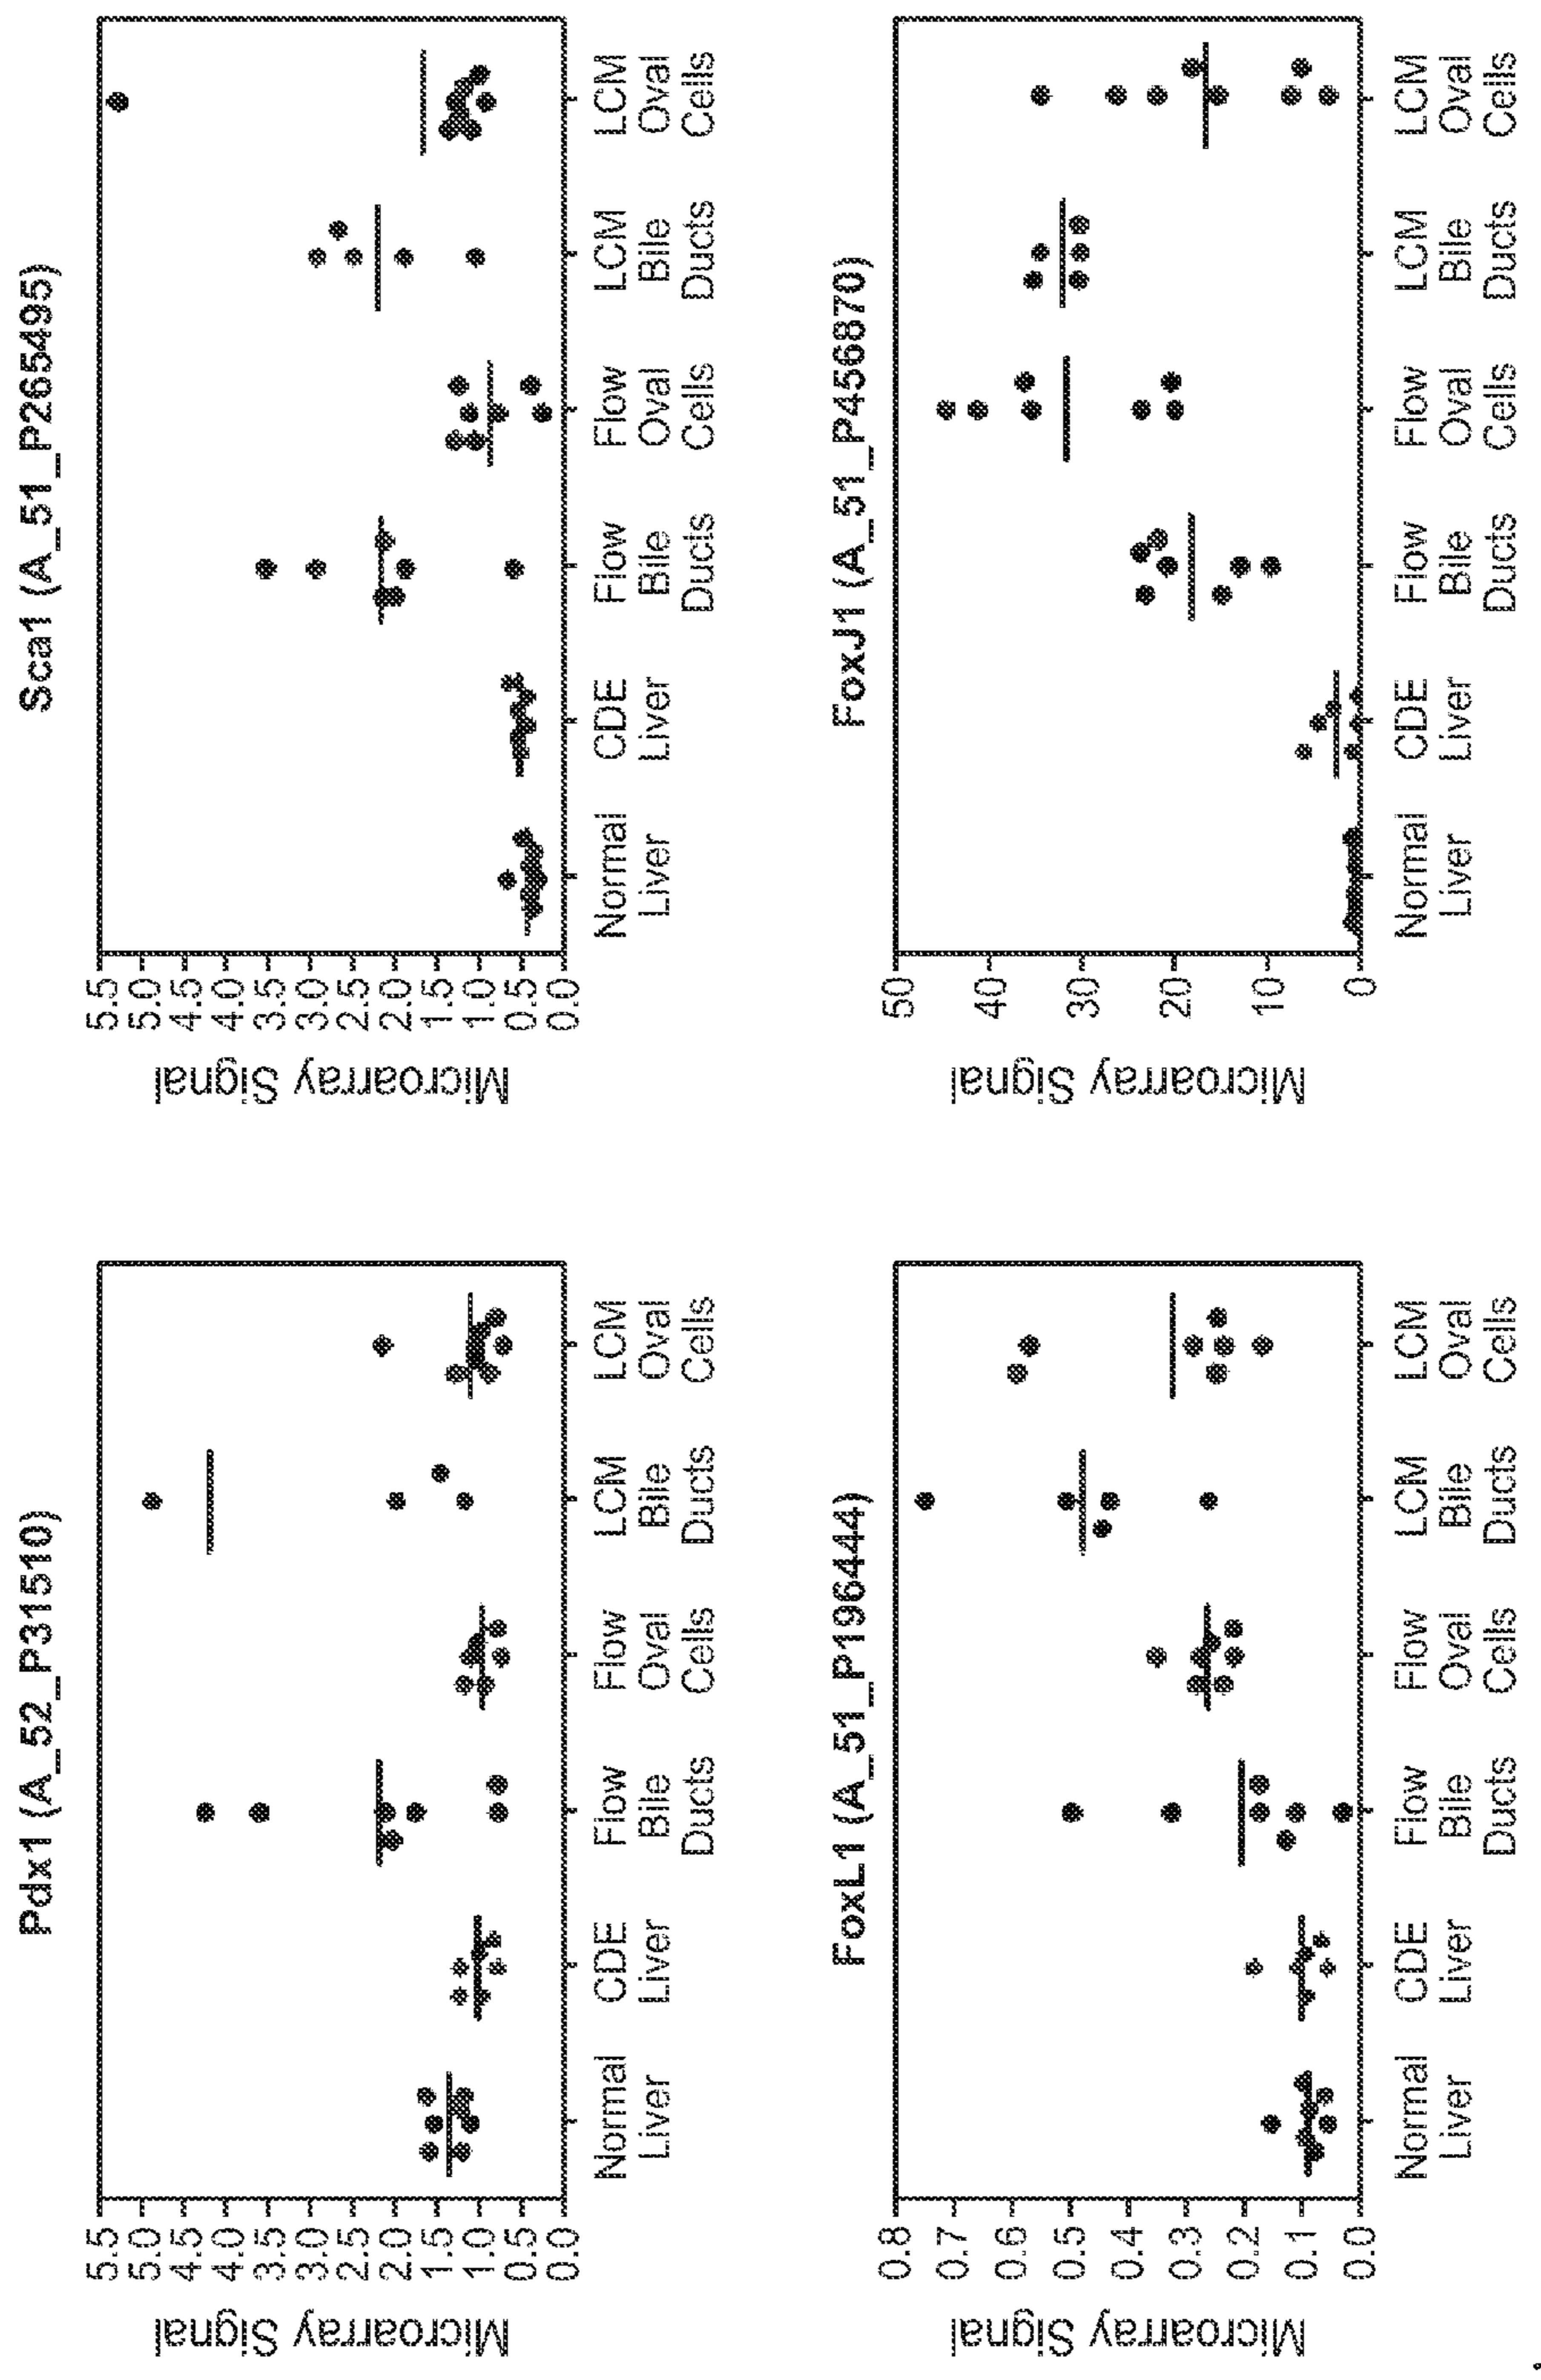 Pdx1 (A_52_P31510)
Microarray Signal
5.5
5.0
4.5
4.0
3.5
3.0
2.5
2.0
1.5
1.0
0.5
0.0
Normal
Liver
CDE
Liver
Flow
Bile
Ducts
Flow
Oval
Cells
LCM
Bile
Ducts
LCM
Oval
Cells
Sca1 (A_51_P265495)
Microarray Signal
5.5
5.0
4.5
4.0
3.5
3.0
2.5
2.0
1.5
1.0
0.5
0.0
Normal
Liver
CDE
Liver
Flow
Bile
Ducts
Flow
Oval
Cells
LCM
Bile
Ducts
LCM
Oval
Cells
FoxL1 (A_51_P196444)
Microarray Signal
0.8
0.7
0.6
0.5
0.4
0.3
0.2
0.1
0.0
Normal
Liver
CDE
Liver
Flow
Bile
Ducts
Flow
Oval
Cells
LCM
Bile
Ducts
LCM
Oval
Cells
FoxJ1 (A_51_P456870)
Microarray Signal
50
40
30
20
10
0
Normal
Liver
CDE
Liver
Flow
Bile
Ducts
Flow
Oval
Cells
LCM
Bile
Ducts
LCM
Oval
Cells